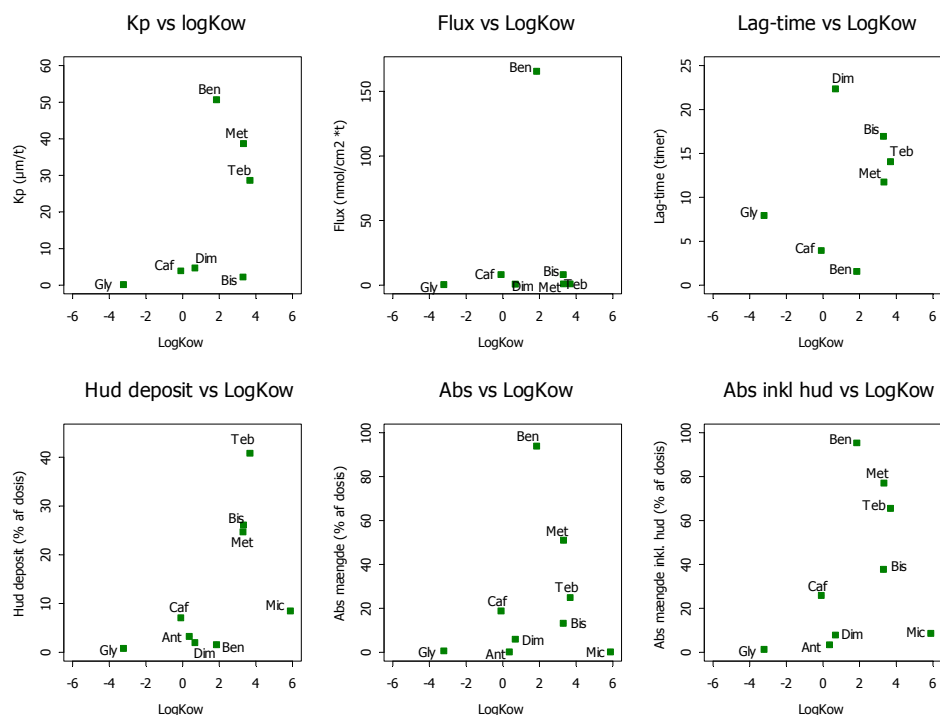 Kp vs logKow
Kp (µm/t)
60
50
40
30
20
10
0
Ben
Met
Teb
Dim
Caf
Bis
Gly
-6 -4 -2 0 2 4 6
LogKow
Flux vs LogKow
Flux (nmol/cm2 *t)
150
100
50
0
Ben
Bis
Caf
Gly
Dim
Met
Teb
-6 -4 -2 0 2 4 6
LogKow
Lag-time vs LogKow
Lag-time (timer)
25
20
15
10
5
0
Dim
Bis
Teb
Met
Gly
Caf
Ben
-6 -4 -2 0 2 4 6
LogKow
Hud deposit vs LogKow
Hud deposit (% af dosis)
40
30
20
10
0
Teb
Bis
Met
Caf
Mic
Ant
Gly
Dim
Ben
-6 -4 -2 0 2 4 6
LogKow
Abs vs LogKow
Abs mængde (% af dosis)
100
80
60
40
20
0
Ben
Met
Teb
Caf
Bis
Dim
Gly
Ant
Mic
-6 -4 -2 0 2 4 6
LogKow
Abs inkl hud vs LogKow
Abs mængde inkl. hud (% af dosis)
100
80
60
40
20
0
Ben
Met
Teb
Bis
Caf
Dim
Mic
Ant
Gly
-6 -4 -2 0 2 4 6
LogKow